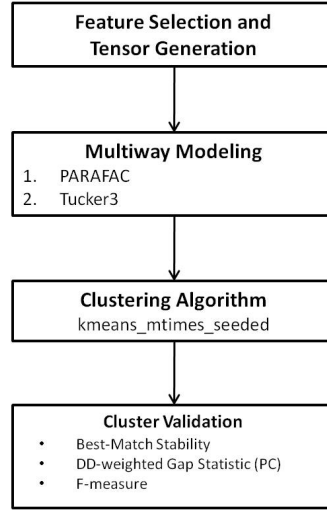 Feature Selection and
Tensor Generation
Multiway Modeling
1. PARAFAC
2. Tucker3
Clustering Algorithm
kmeans_mtimes_seeded
Cluster Validation
• Best-Match Stability
• DD-weighted Gap Statistic (PC)
• F-measure